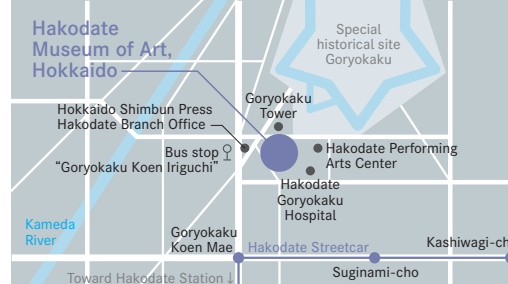 Hakodate
Museum of Art,
Hokkaido
Special
historical site
Goryokaku
Goryokaku
Tower
Hokkaido Shimbun Press
Hakodate Branch Office
Bus stop
“Goryokaku Koen Iriguchi”
Hakodate Performing
Arts Center
Hakodate
Goryokaku
Hospital
Kameda
River
Goryokaku
Koen Mae
Hakodate Streetcar
Kashiwagi-ch
Suginami-cho
Toward Hakodate Station ↓